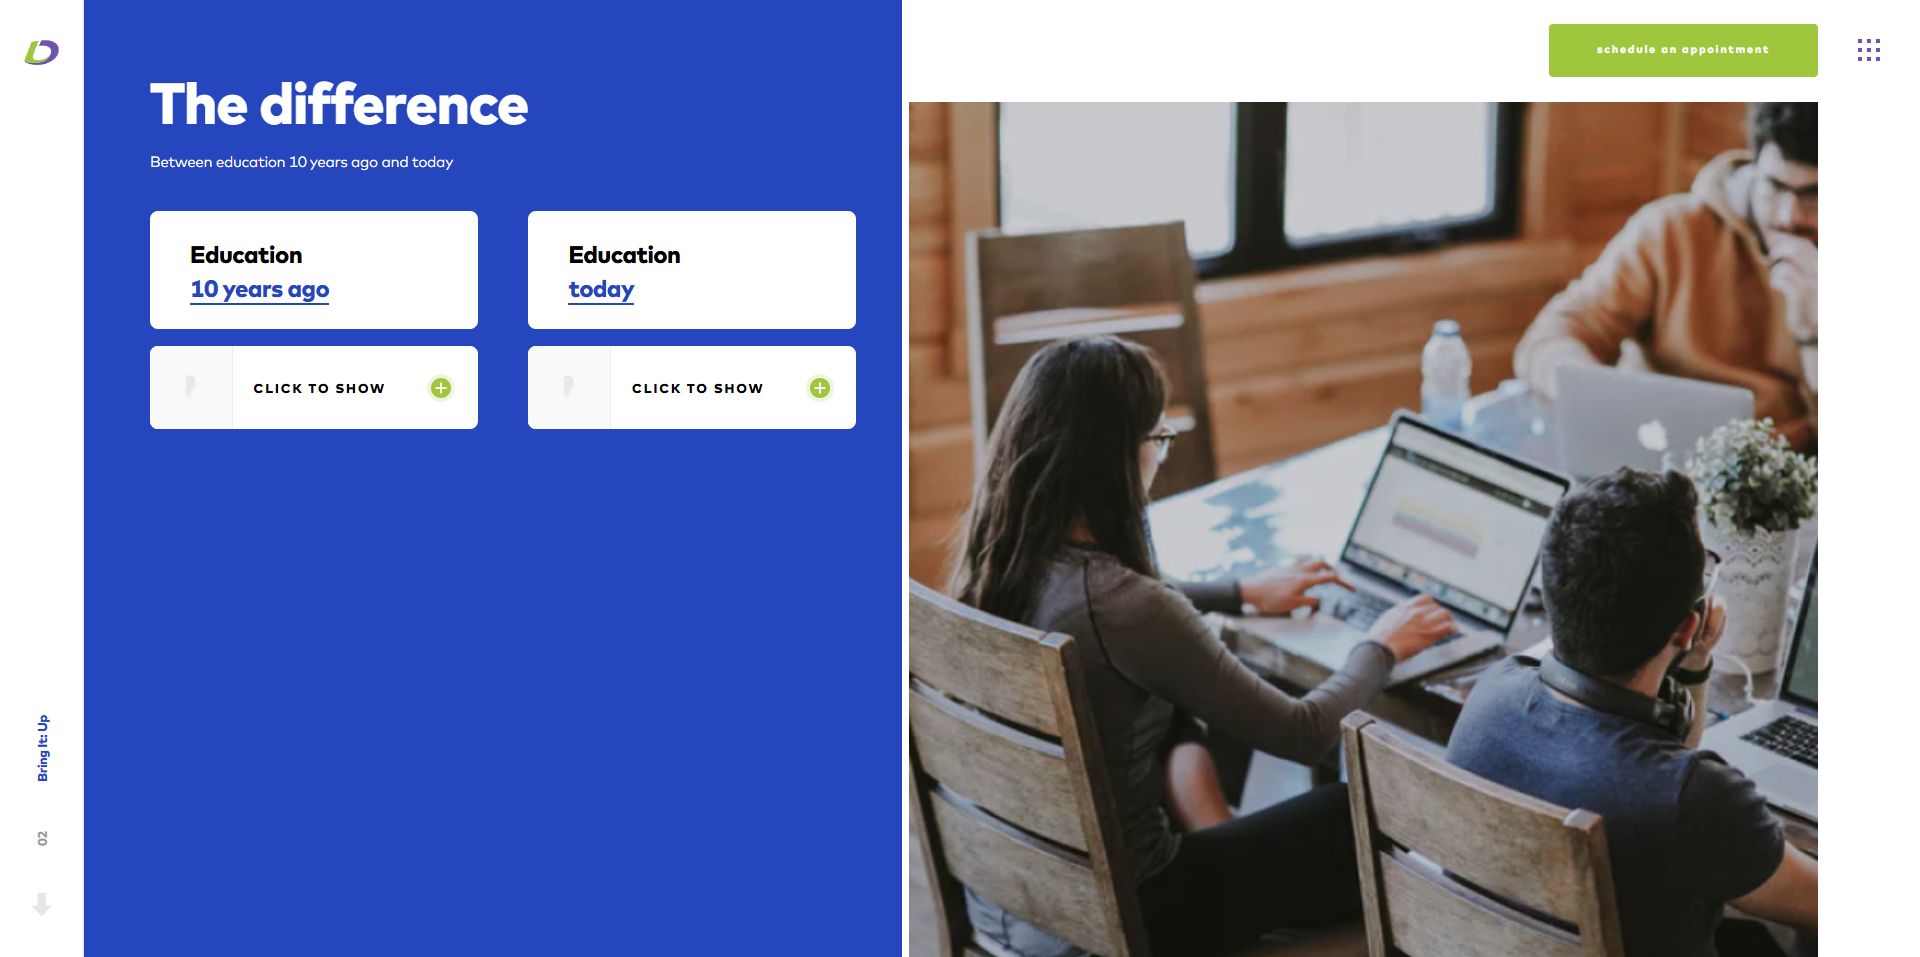 schedule an appointment
The difference
Between education 10 years ago and today
Education
10 years ago
Education
today
CLICK TO SHOW
CLICK TO SHOW
Bring It: Up
02